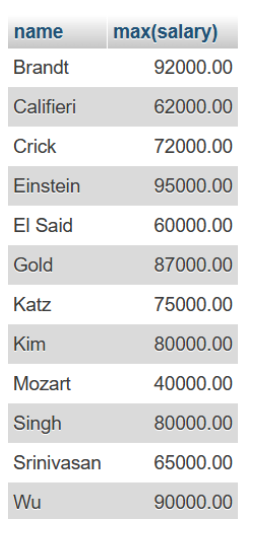 name max(salary)
Brandt 92000.00
Califieri 62000.00
Crick 72000.00
Einstein 95000.00
El Said 60000.00
Gold 87000.00
Katz 75000.00
Kim 80000.00
Mozart 40000.00
Singh 80000.00
Srinivasan 65000.00
Wu 90000.00